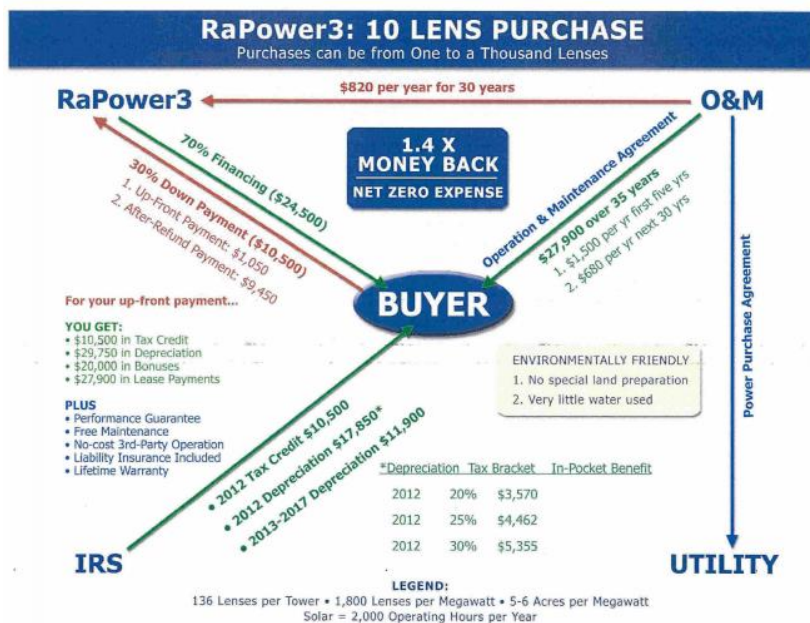 RaPower3: 10 LENS PURCHASE
Purchases can be from One to a Thousand Lenses
$820 per year for 30 years
RaPower3
O&M
1.4 X
MONEY BACK
NET ZERO EXPENSE
70% Financing ($24,500)
30% Down Payment ($10,500)
1. Up-Front Payment: $1,050
2. After-Refund Payment: $9,450
Operation & Maintenance Agreement
$27,900 over 35 years
1. $1,500 per yr first five yrs
2. $680 per yr next 30 yrs
BUYER
Power Purchase Agreement
For your up-front payment...
YOU GET:
• $10,500 in Tax Credit
• $29,750 in Depreciation
• $20,000 in Bonuses
• $27,900 in Lease Payments
PLUS
• Performance Guarantee
• Free Maintenance
• No-cost 3rd-Party Operation
• Liability Insurance Included
• Lifetime Warranty
ENVIRONMENTALLY FRIENDLY
1. No special land preparation
2. Very little water used
• 2012 Tax Credit $10,500
• 2012 Depreciation $17,850*
• 2013-2017 Depreciation $11,900
*Depreciation Tax Bracket In-Pocket Benefit
2012 20% $3,570
2012 25% $4,462
2012 30% $5,355
IRS
UTILITY
LEGEND:
136 Lenses per Tower • 1,800 Lenses per Megawatt • 5-6 Acres per Megawatt
Solar = 2,000 Operating Hours per Year